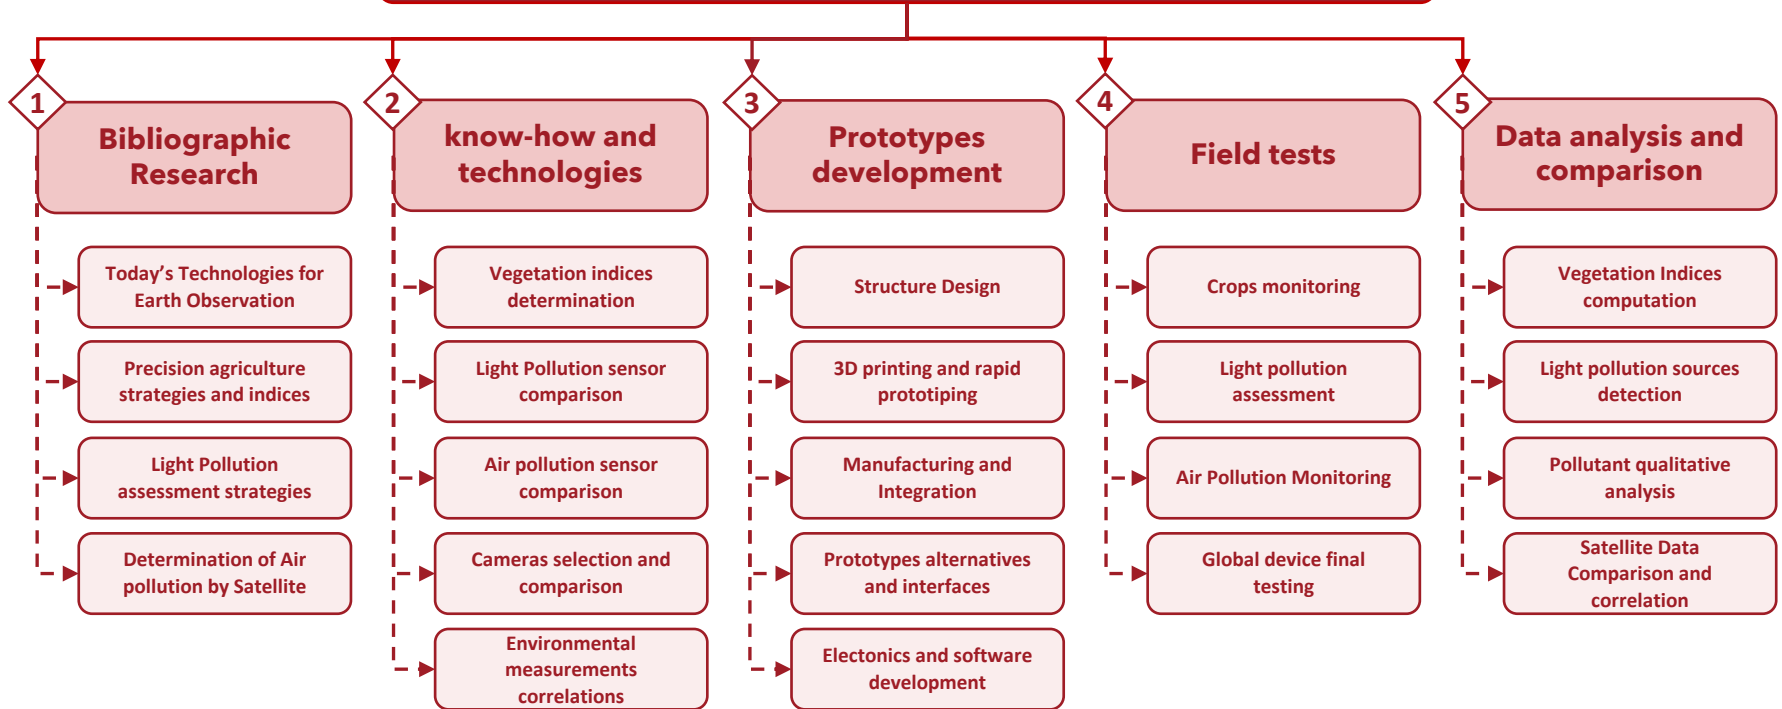 1
Bibliographic
Research
Today's Technologies for
Earth Observation
Precision agriculture
strategies and indices
Light Pollution
assessment strategies
Determination of Air
pollution by Satellite
2
know-how and
technologies
Vegetation indices
determination
Light Pollution sensor
comparison
Air pollution sensor
comparison
Cameras selection and
comparison
Environmental
measurements
correlations
3
Prototypes
development
Structure Design
3D printing and rapid
prototiping
Manufacturing and
Integration
Prototypes alternatives
and interfaces
Electonics and software
development
4
Field tests
Crops monitoring
Light pollution
assessment
Air Pollution Monitoring
Global device final
testing
5
Data analysis and
comparison
Vegetation Indices
computation
Light pollution sources
detection
Pollutant qualitative
analysis
Satellite Data
Comparison and
correlation